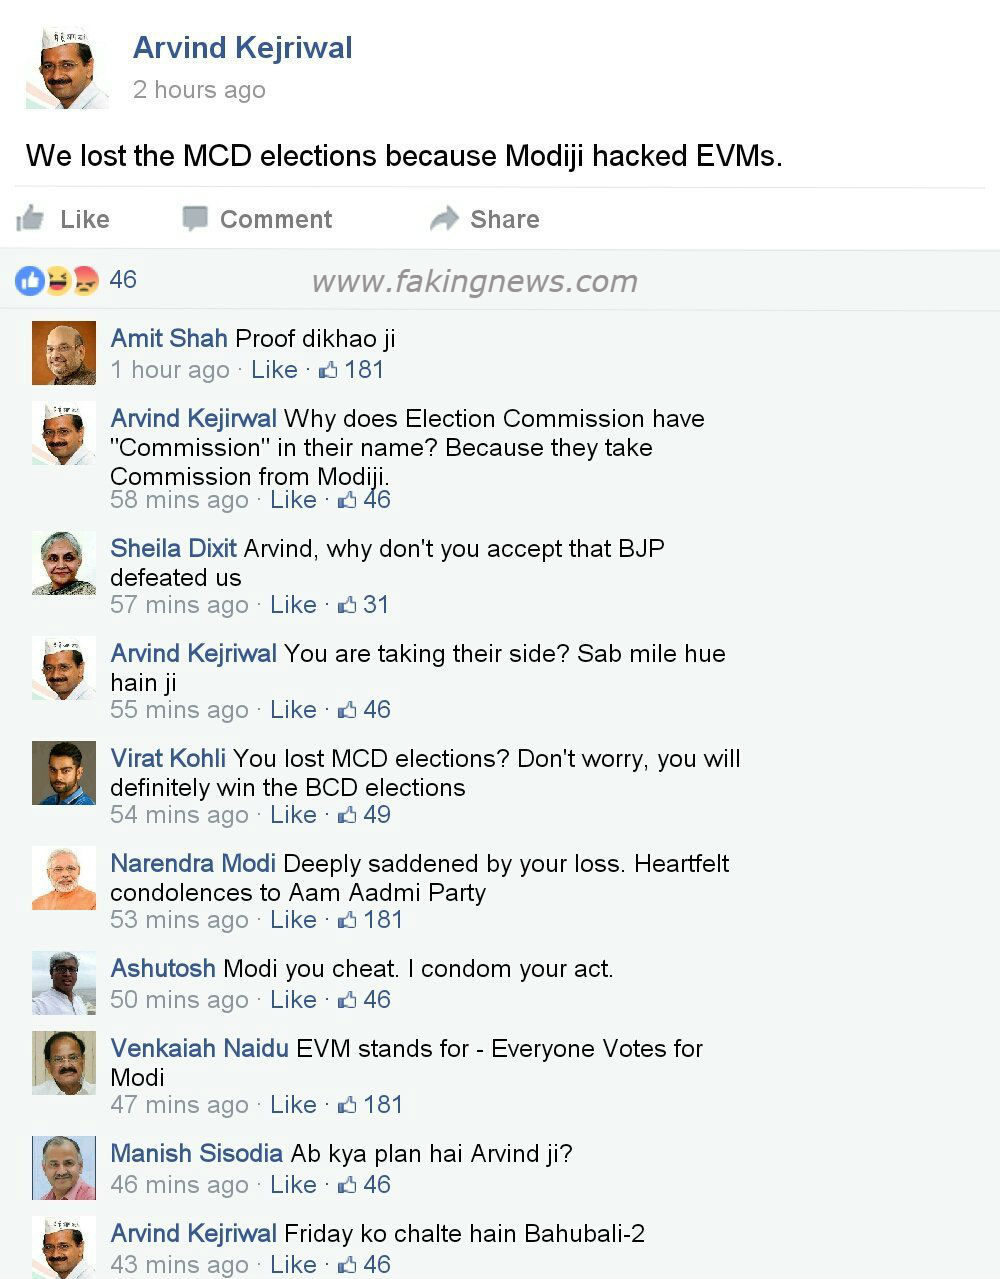 Arvind Kejriwal
2 hours ago
We lost the MCD elections because Modiji hacked EVMs.
Like Comment Share
46 www.fakingnews.com
Amit Shah Proof dikhao ji
1 hour ago · Like · 181
Arvind Kejirwal Why does Election Commission have
"Commission" in their name? Because they take
Commission from Modiji.
58 mins ago · Like · 46
Sheila Dixit Arvind, why don't you accept that BJP
defeated us
57 mins ago · Like · 31
Arvind Kejriwal You are taking their side? Sab mile hue
hain ji
55 mins ago · Like · 46
Virat Kohli You lost MCD elections? Don't worry, you will
definitely win the BCD elections
54 mins ago · Like · 49
Narendra Modi Deeply saddened by your loss. Heartfelt
condolences to Aam Aadmi Party
53 mins ago · Like · 181
Ashutosh Modi you cheat. I condom your act.
50 mins ago · Like · 46
Venkaiah Naidu EVM stands for - Everyone Votes for
Modi
47 mins ago · Like · 181
Manish Sisodia Ab kya plan hai Arvind ji?
46 mins ago · Like · 46
Arvind Kejriwal Friday ko chalte hain Bahubali-2
43 mins ago · Like · 46